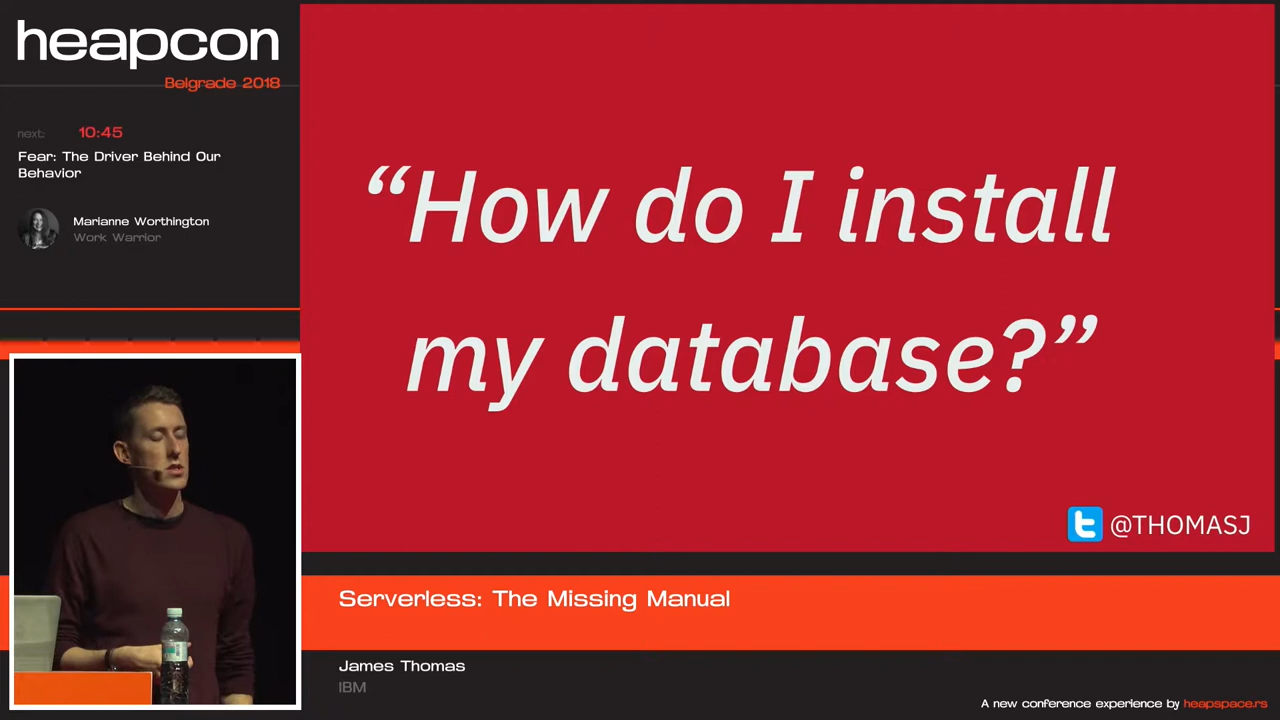 heapcon
Belgrade 2018
next: 10:45
Fear: The Driver Behind Our
Behavior
Marianne Worthington
Work Warrior
“How do I install
my database?”
@THOMASJ
Serverless: The Missing Manual
James Thomas
IBM
A new conference experience by heapspace.rs